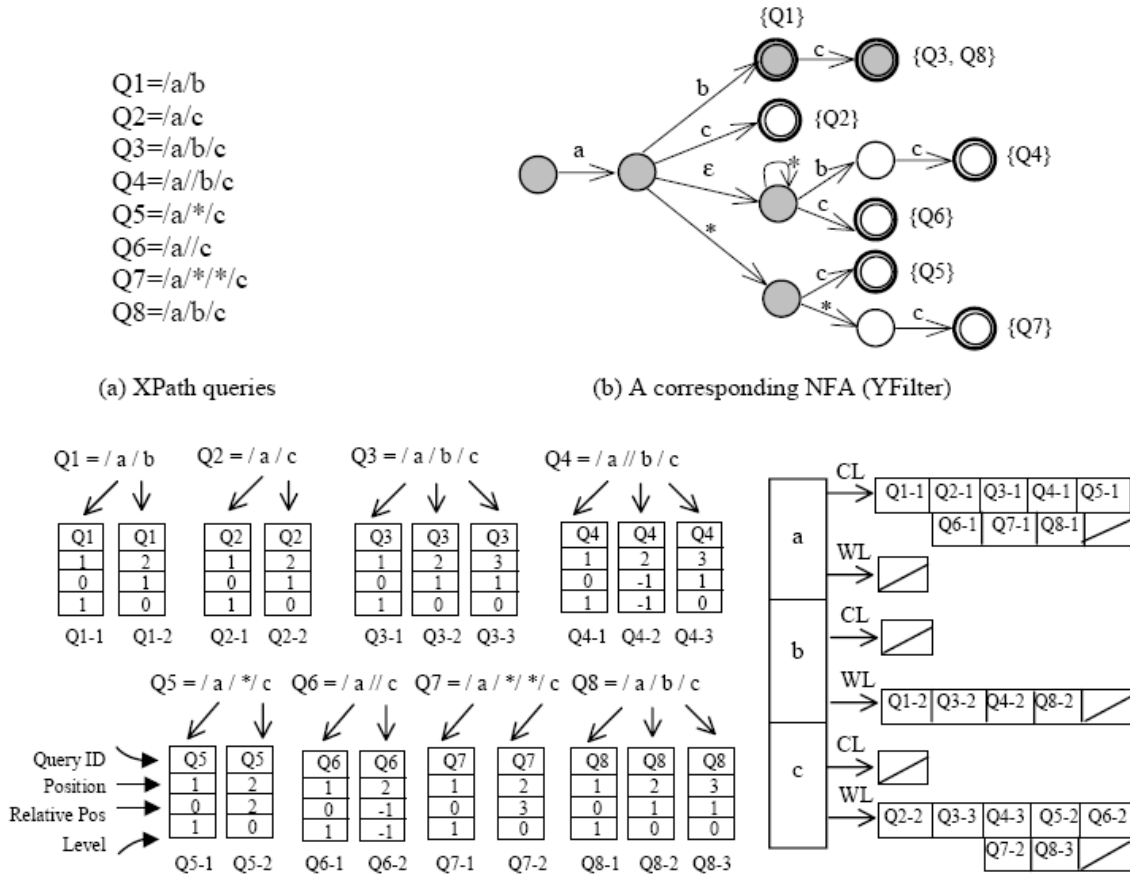 Q1=/a/b
Q2=/a/c
Q3=/a/b/c
Q4=/a//b/c
Q5=/a/*/c
Q6=/a//c
Q7=/a/*/*/c
Q8=/a/b/c
(a) XPath queries
{Q1}
c
{Q3, Q8}
b
a
c
{Q2}
ε
*
b
c
{Q4}
c
{Q6}
*
c
{Q5}
*
c
{Q7}
(b) A corresponding NFA (YFilter)
Q1 = / a / b
Q2 = / a / c
Q3 = / a / b / c
Q4 = / a // b / c
Q1 Q1 Q2 Q2 Q3 Q3 Q3 Q4 Q4 Q4
1 2 1 2 1 2 3 1 2 3
0 1 0 1 0 1 1 0 -1 1
1 0 1 0 1 0 0 1 -1 0
Q1-1 Q1-2 Q2-1 Q2-2 Q3-1 Q3-2 Q3-3 Q4-1 Q4-2 Q4-3
Q5 = / a / */ c
Q6 = / a // c
Q7 = / a / */ */ c
Q8 = / a / b / c
Query ID Q5 Q5 Q6 Q6 Q7 Q7 Q8 Q8 Q8
Position 1 2 1 2 1 2 1 2 3
Relative Pos 0 2 0 -1 0 3 0 1 1
Level 1 0 1 -1 1 0 1 0 0
Q5-1 Q5-2 Q6-1 Q6-2 Q7-1 Q7-2 Q8-1 Q8-2 Q8-3
a
CL
Q1-1 Q2-1 Q3-1 Q4-1 Q5-1
Q6-1 Q7-1 Q8-1
WL
b
CL
WL
Q1-2 Q3-2 Q4-2 Q8-2
c
CL
WL
Q2-2 Q3-3 Q4-3 Q5-2 Q6-2
Q7-2 Q8-3